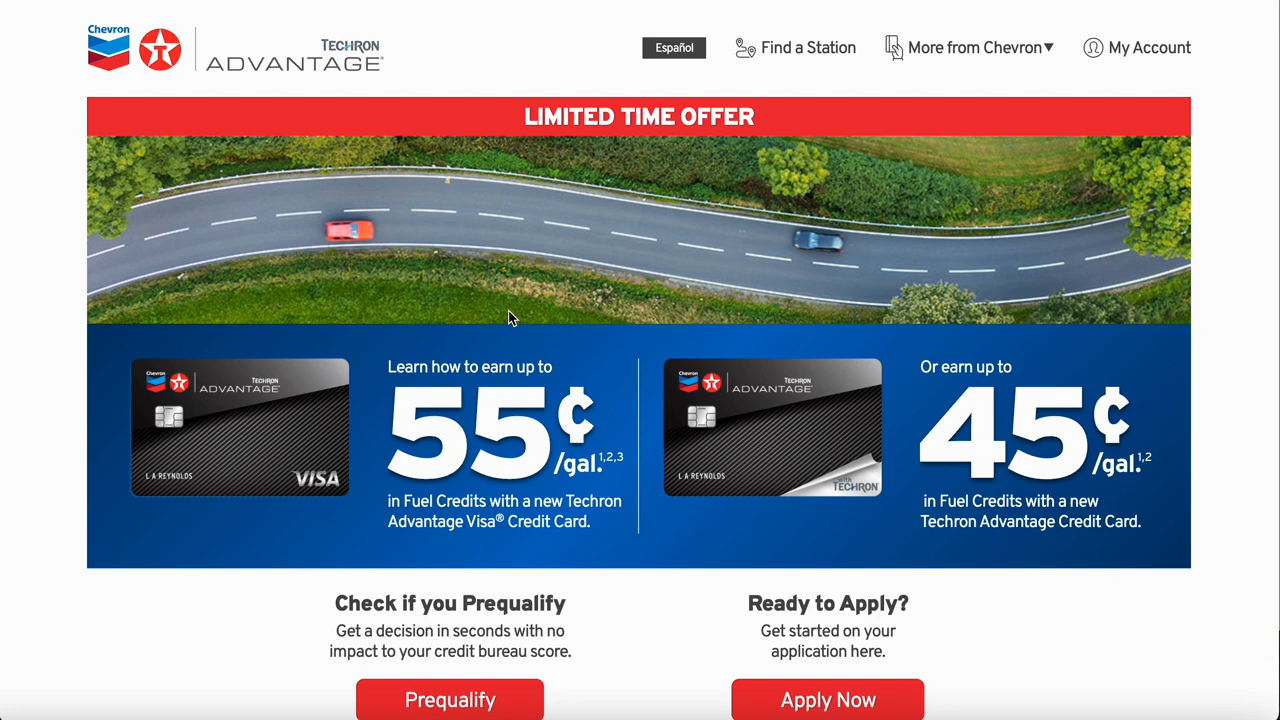 Chevron
TECHRON
ADVANTAGE®
Español
Find a Station
More from Chevron▼
My Account
LIMITED TIME OFFER
Chevron
TECHRON
ADVANTAGE
L A REYNOLDS
VISA
Learn how to earn up to
55¢
/gal.1,2,3
in Fuel Credits with a new Techron
Advantage Visa® Credit Card.
Chevron
TECHRON
ADVANTAGE
L A REYNOLDS
with
TECHRON
Or earn up to
45¢
/gal.1,2
in Fuel Credits with a new
Techron Advantage Credit Card.
Check if you Prequalify
Get a decision in seconds with no
impact to your credit bureau score.
Prequalify
Ready to Apply?
Get started on your
application here.
Apply Now